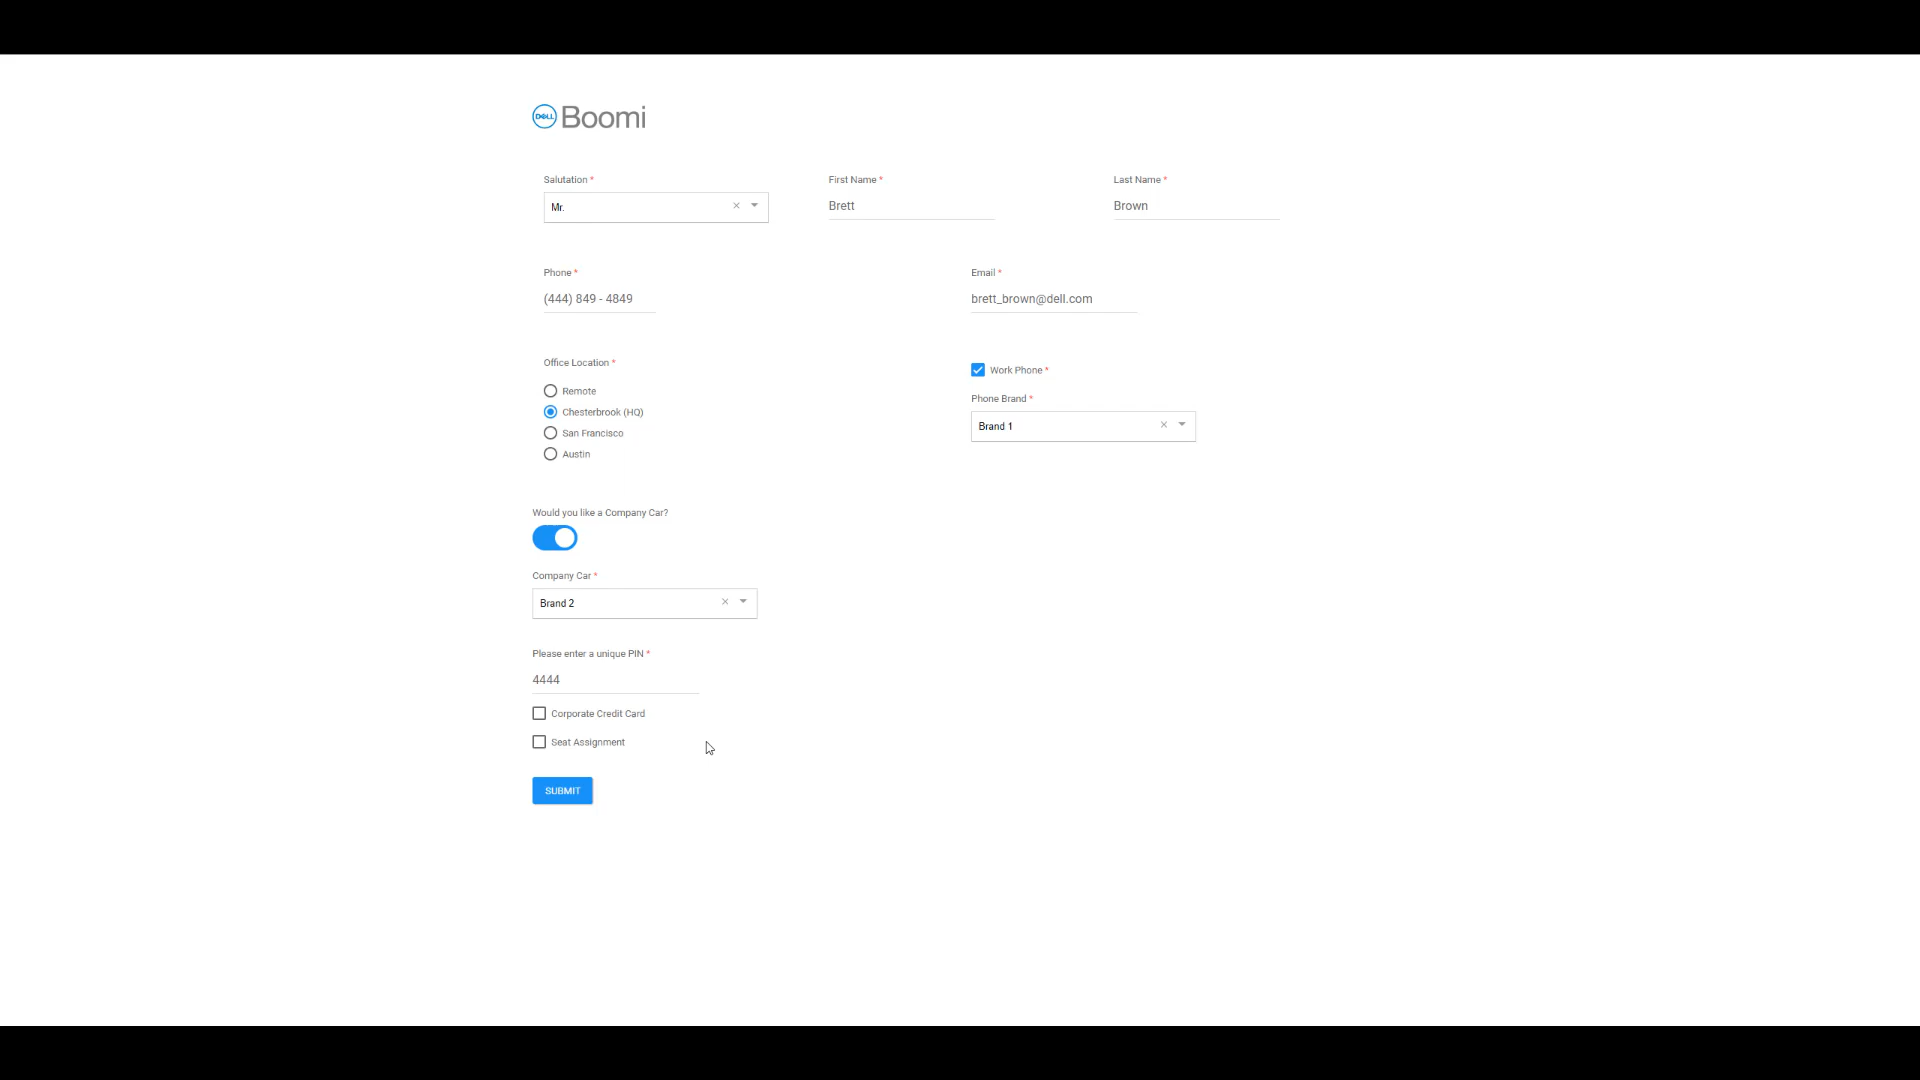 DELL Boomi
Salutation * First Name * Last Name *
Mr. Brett Brown
Phone * Email *
(444) 849 - 4849 brett_brown@dell.com
Office Location *
Remote
Chesterbrook (HQ)
San Francisco
Austin
Work Phone *
Phone Brand *
Brand 1
Would you like a Company Car?
Company Car *
Brand 2
Please enter a unique PIN *
4444
Corporate Credit Card
Seat Assignment
SUBMIT